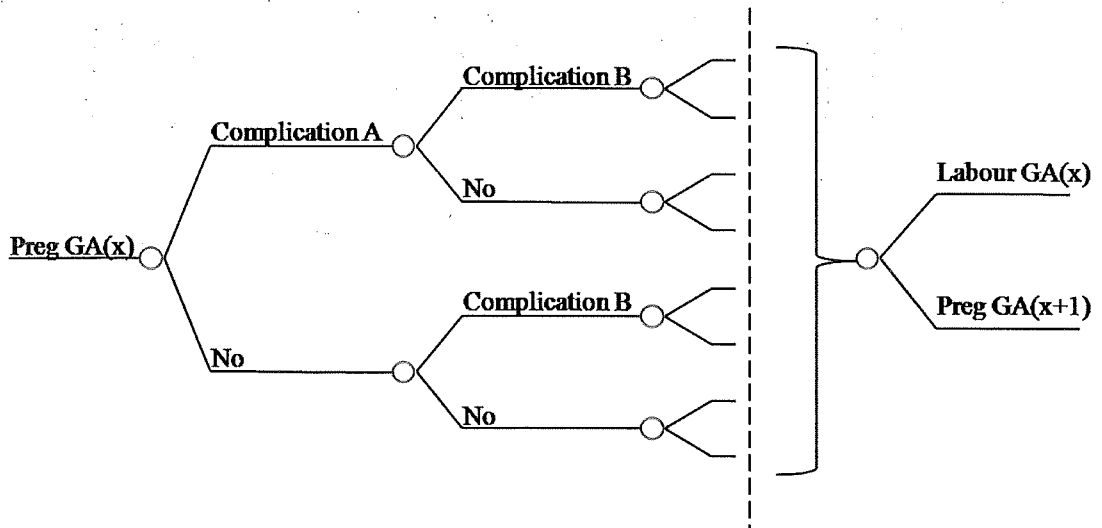 Complication B
Complication A
No
Labour GA(x)
Preg GA(x)
Complication B
Preg GA(x+1)
No
No